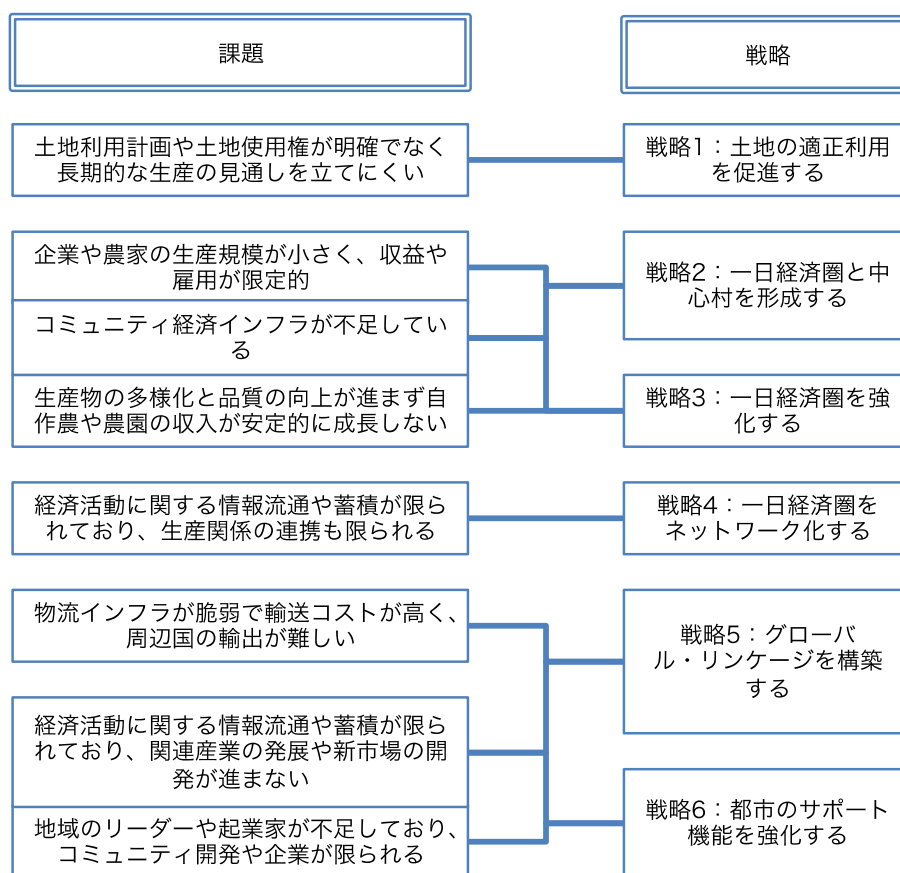 課題
戦略
土地利用計画や土地使用権が明確でなく
長期的な生産の見通しを立てにくい
戦略1：土地の適正利用
を促進する
企業や農家の生産規模が小さく、収益や
雇用が限定的
コミュニティ経済インフラが不足してい
る
生産物の多様化と品質の向上が進まず自
作農や農園の収入が安定的に成長しない
戦略2：一日経済圏と中
心村を形成する
戦略3：一日経済圏を強
化する
経済活動に関する情報流通や蓄積が限ら
れており、生産関係の連携も限られる
戦略4：一日経済圏を
ネットワーク化する
物流インフラが脆弱で輸送コストが高く、
周辺国の輸出が難しい
経済活動に関する情報流通や蓄積が限ら
れており、関連産業の発展や新市場の開
発が進まない
地域のリーダーや起業家が不足しており、
コミュニティ開発や企業が限られる
戦略5：グローバ
ル・リンケージを構築
する
戦略6：都市のサポート
機能を強化する